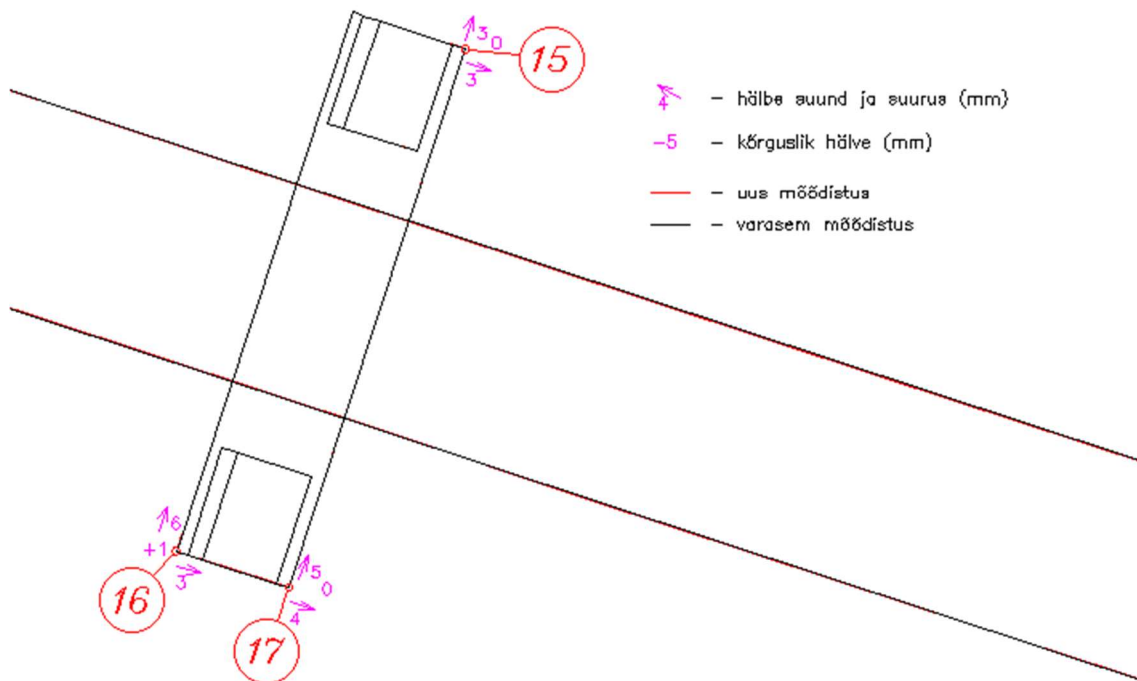 3 0
15
3
4 – hälbe suund ja suurus (mm)
-5 – kõrguslik hälve (mm)
– uus mõõdistus
– varasem mõõdistus
6
+1
3
16
5 0
4
17